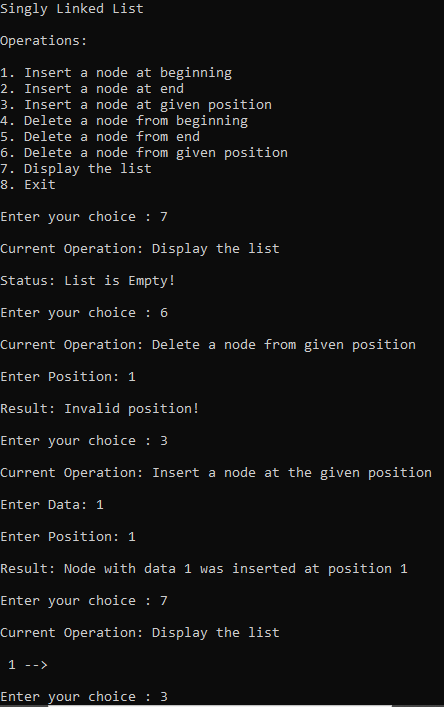 Singly Linked List
Operations:
1. Insert a node at beginning
2. Insert a node at end
3. Insert a node at given position
4. Delete a node from beginning
5. Delete a node from end
6. Delete a node from given position
7. Display the list
8. Exit
Enter your choice : 7
Current Operation: Display the list
Status: List is Empty!
Enter your choice : 6
Current Operation: Delete a node from given position
Enter Position: 1
Result: Invalid position!
Enter your choice : 3
Current Operation: Insert a node at the given position
Enter Data: 1
Enter Position: 1
Result: Node with data 1 was inserted at position 1
Enter your choice : 7
Current Operation: Display the list
1 -->
Enter your choice : 3